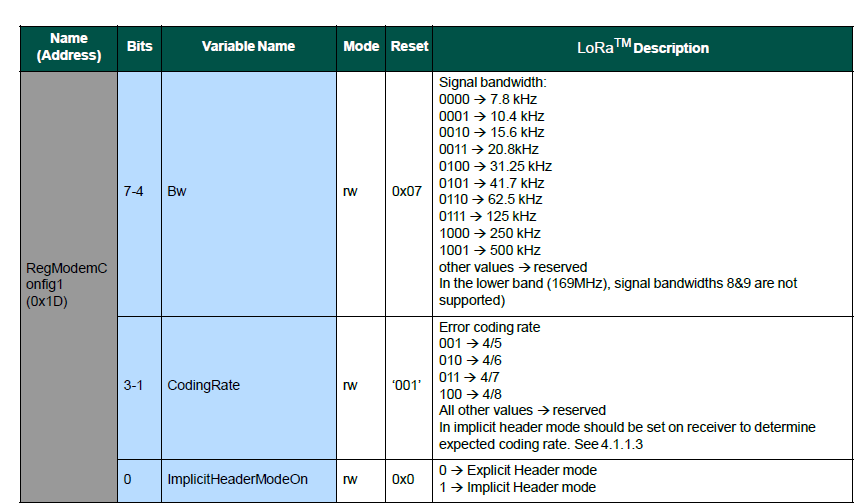 Name
(Address)
Bits
Variable Name
Mode
Reset
LoRa™ Description
RegModemC
onfig1
(0x1D)
7-4
Bw
rw
0x07
Signal bandwidth:
0000 → 7.8 kHz
0001 → 10.4 kHz
0010 → 15.6 kHz
0011 → 20.8kHz
0100 → 31.25 kHz
0101 → 41.7 kHz
0110 → 62.5 kHz
0111 → 125 kHz
1000 → 250 kHz
1001 → 500 kHz
other values → reserved
In the lower band (169MHz), signal bandwidths 8&9 are not
supported)
3-1
CodingRate
rw
‘001’
Error coding rate
001 → 4/5
010 → 4/6
011 → 4/7
100 → 4/8
All other values → reserved
In implicit header mode should be set on receiver to determine
expected coding rate. See 4.1.1.3
0
ImplicitHeaderModeOn
rw
0x0
0 → Explicit Header mode
1 → Implicit Header mode